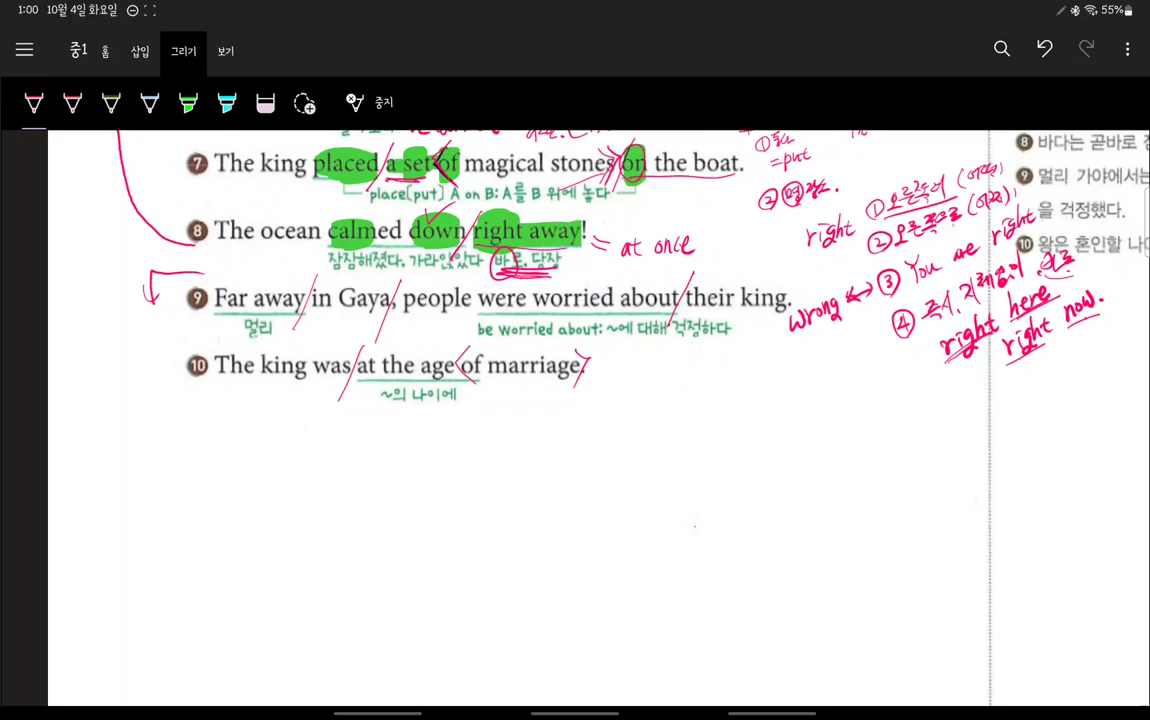 1:00 10월 4일 화요일 55%
중1 홈 삽입 그리기 보기
중지
① 동사
= put
⑦ The king placed a set of magical stones on the boat.
place(put) A on B: A를 B 위에 놓다
② 명 장소.
⑧ The ocean calmed down right away! = at once
잠잠해졌다. 가라앉았다 바로, 당장
right ① 오른쪽의
② 오른쪽으로
wrong ↔ ③ You are right
④ 즉시, 지체없이, 바로
right here
right now.
⑨ Far away in Gaya, people were worried about their king.
멀리 be worried about: ~에 대해 걱정하다
⑩ The king was at the age of marriage.
~의 나이에
⑧ 바다는 곧바로
⑨ 멀리 가야에서는
을 걱정했다.
⑩ 왕은 혼인할 나